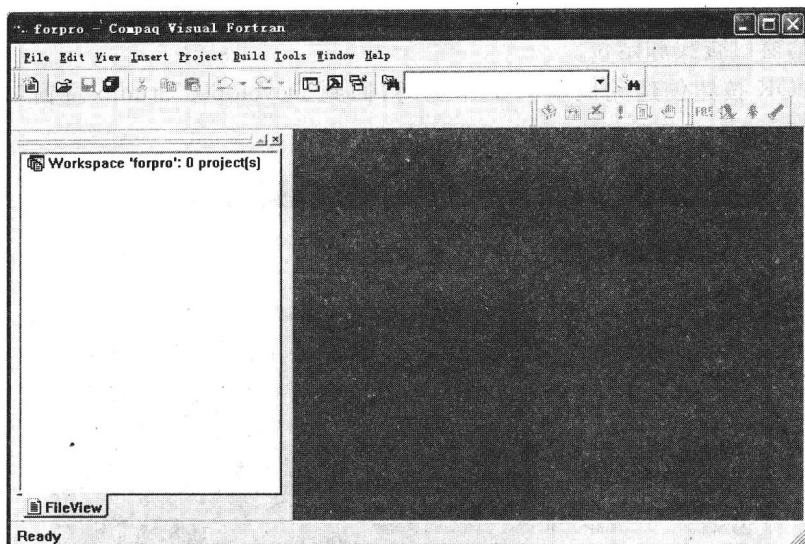 forpro - Compaq Visual Fortran
File Edit View Insert Project Build Tools Window Help
Workspace 'forpro': 0 project(s)
FileView
Ready